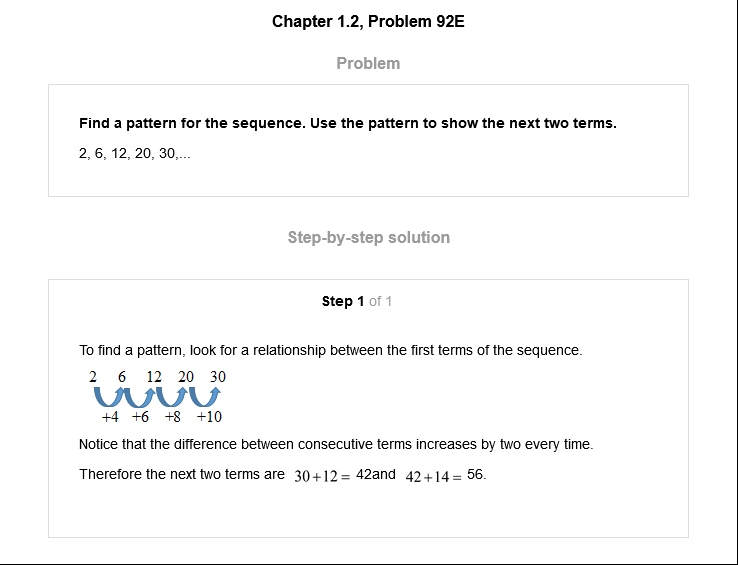 Chapter 1.2, Problem 92E
Problem
Find a pattern for the sequence. Use the pattern to show the next two terms.
2, 6, 12, 20, 30,...
Step-by-step solution
Step 1 of 1
To find a pattern, look for a relationship between the first terms of the sequence.
2 6 12 20 30
+4 +6 +8 +10
Notice that the difference between consecutive terms increases by two every time.
Therefore the next two terms are 30+12= 42and 42+14= 56.